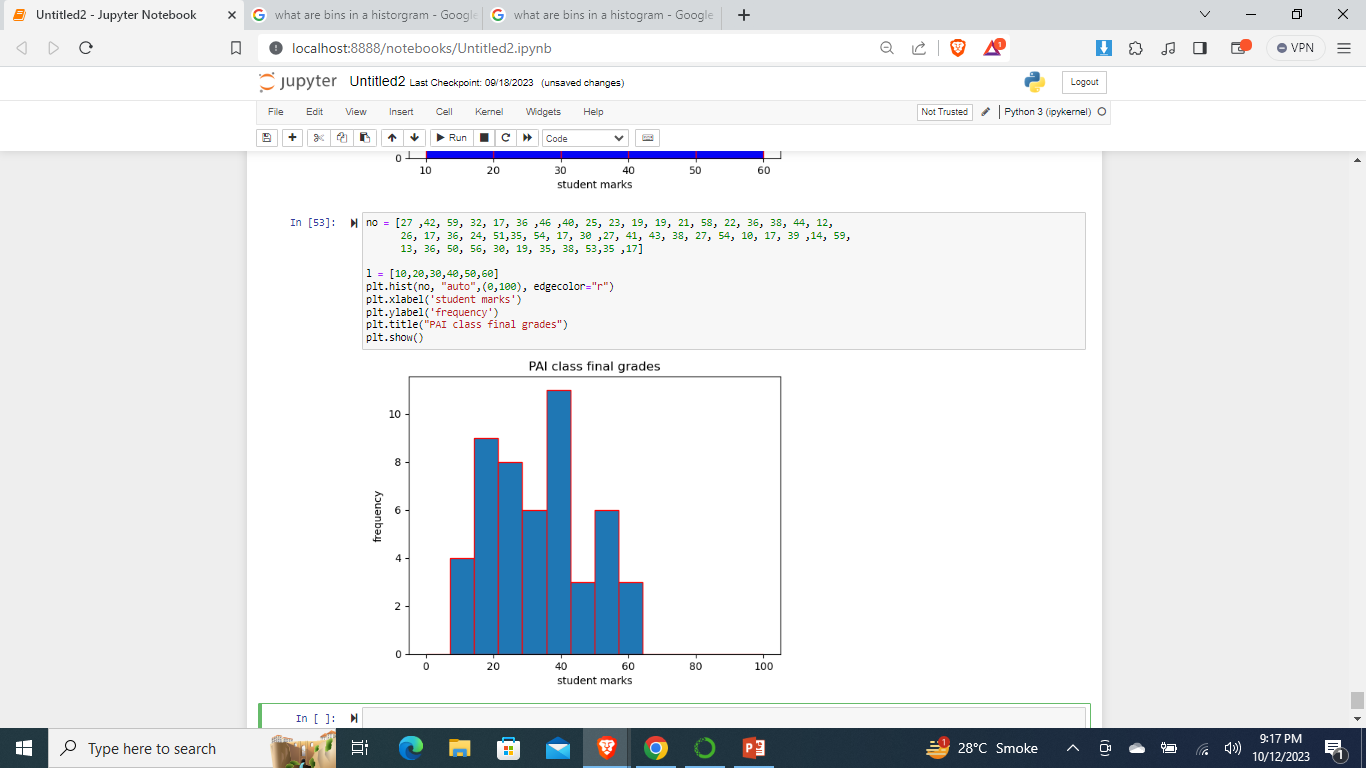 Untitled2 - Jupyter Notebook
what are bins in a historgram - Google
what are bins in a histogram - Google
localhost:8888/notebooks/Untitled2.ipynb
1
VPN
jupyter Untitled2 Last Checkpoint: 09/18/2023 (unsaved changes)
Logout
File Edit View Insert Cell Kernel Widgets Help
Not Trusted
Python 3 (ipykernel)
Run
Code
0
10 20 30 40 50 60
student marks
In [53]:
no = [27 ,42, 59, 32, 17, 36 ,46 ,40, 25, 23, 19, 19, 21, 58, 22, 36, 38, 44, 12,
26, 17, 36, 24, 51,35, 54, 17, 30 ,27, 41, 43, 38, 27, 54, 10, 17, 39 ,14, 59,
13, 36, 50, 56, 30, 19, 35, 38, 53,35 ,17]
l = [10,20,30,40,50,60]
plt.hist(no, "auto",(0,100), edgecolor="r")
plt.xlabel('student marks')
plt.ylabel('frequency')
plt.title("PAI class final grades")
plt.show()
PAI class final grades
10
8
6
4
2
0
frequency
0 20 40 60 80 100
student marks
In [ ]:
Type here to search
1
28°C Smoke
9:17 PM
10/12/2023
1